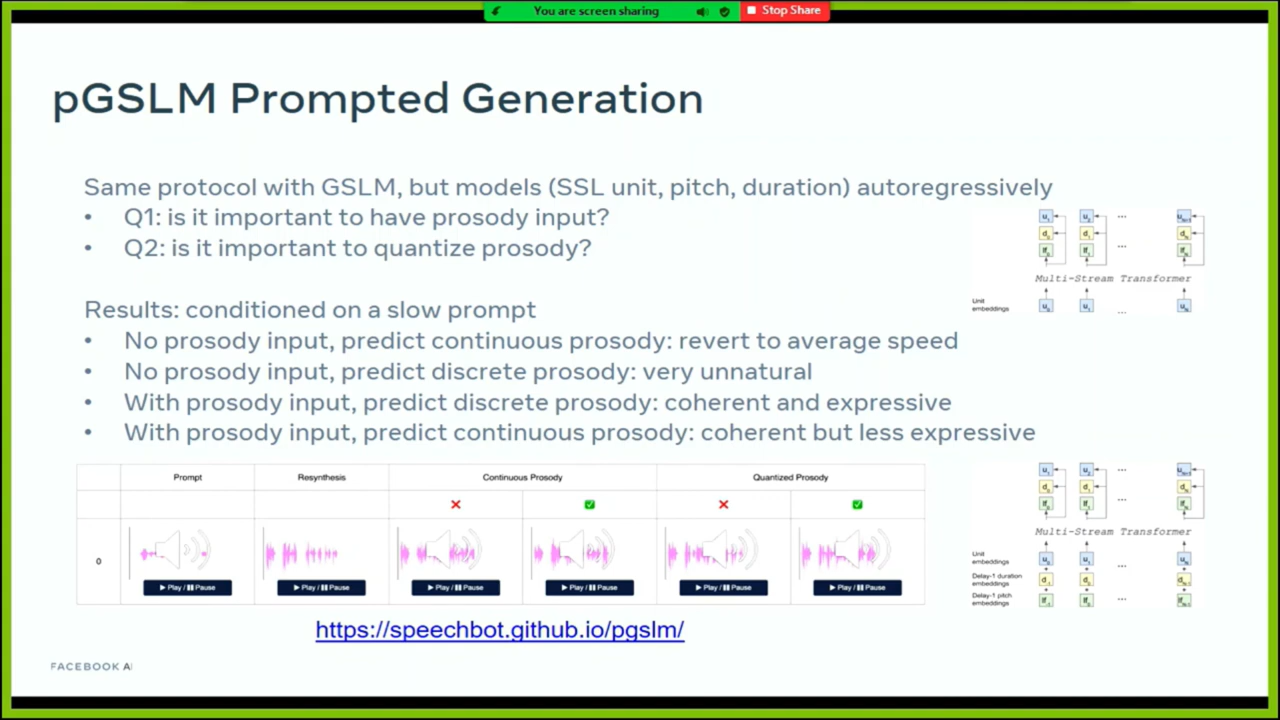 You are screen sharing
Stop Share
pGSLM Prompted Generation
Same protocol with GSLM, but models (SSL unit, pitch, duration) autoregressively
• Q1: is it important to have prosody input?
• Q2: is it important to quantize prosody?
Results: conditioned on a slow prompt
• No prosody input, predict continuous prosody: revert to average speed
• No prosody input, predict discrete prosody: very unnatural
• With prosody input, predict discrete prosody: coherent and expressive
• With prosody input, predict continuous prosody: coherent but less expressive
...
...
Multi-Stream Transformer
Unit
embeddings
...
Prompt Resynthesis Continuous Prosody Quantized Prosody
0
Play / Pause Play / Pause Play / Pause Play / Pause Play / Pause Play / Pause
...
...
Multi-Stream Transformer
Unit
embeddings
...
Delay-1 duration
embeddings
Delay-1 pitch
embeddings
...
https://speechbot.github.io/pgslm/
FACEBOOK AI